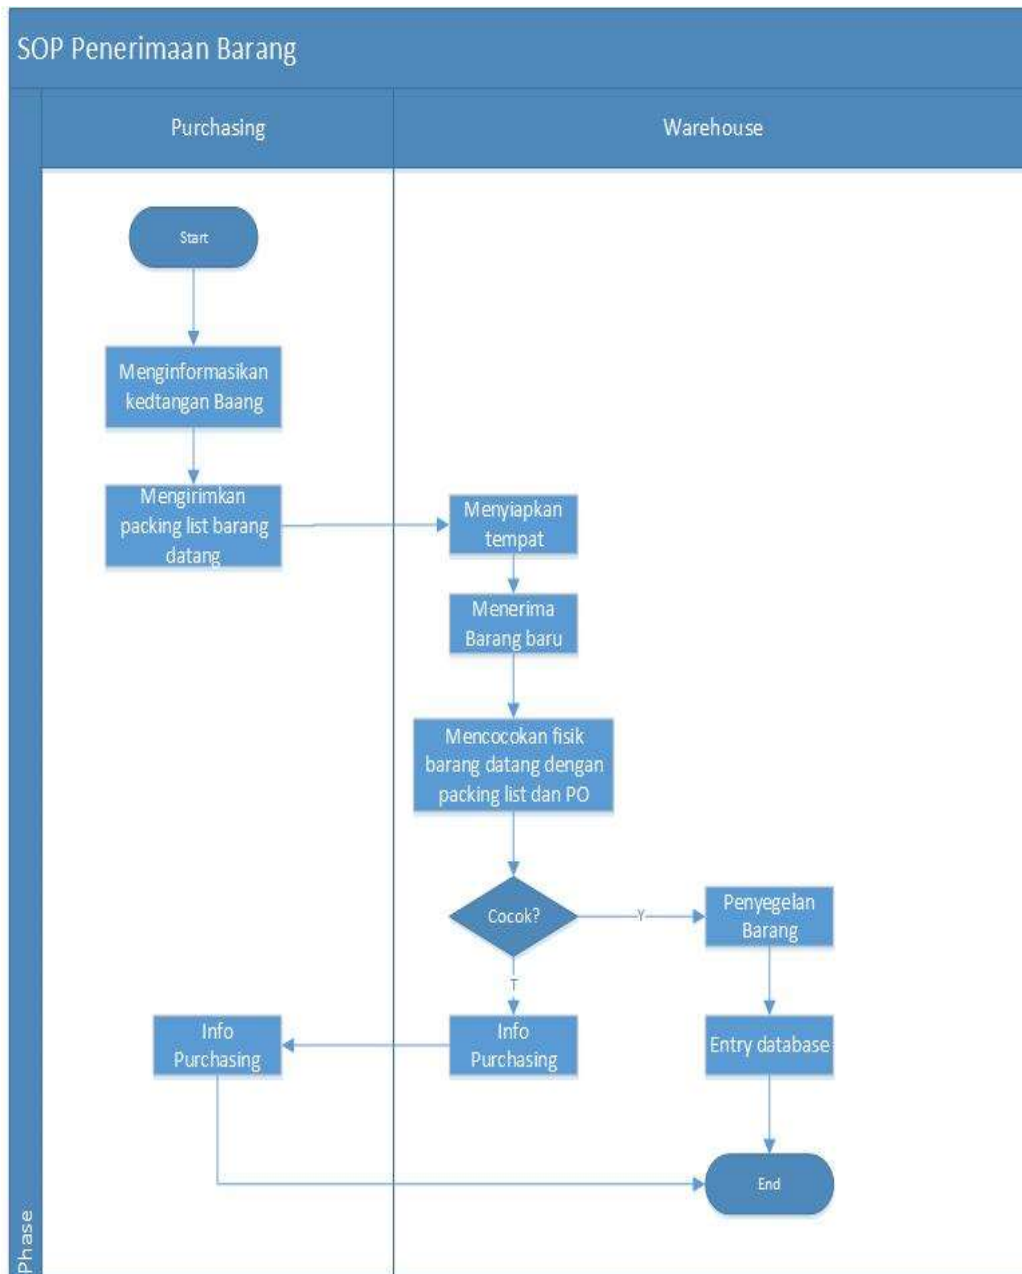 SOP Penerimaan Barang
Purchasing
Warehouse
Start
Menginformasikan
kedtangan Baang
Mengirimkan
packing list barang
datang
Menyiapkan
tempat
Menerima
Barang baru
Mencocokan fisik
barang datang dengan
packing list dan PO
Cocok?
Y
Penyegelan
Barang
T
Info
Purchasing
Info
Purchasing
Entry database
End
Phase